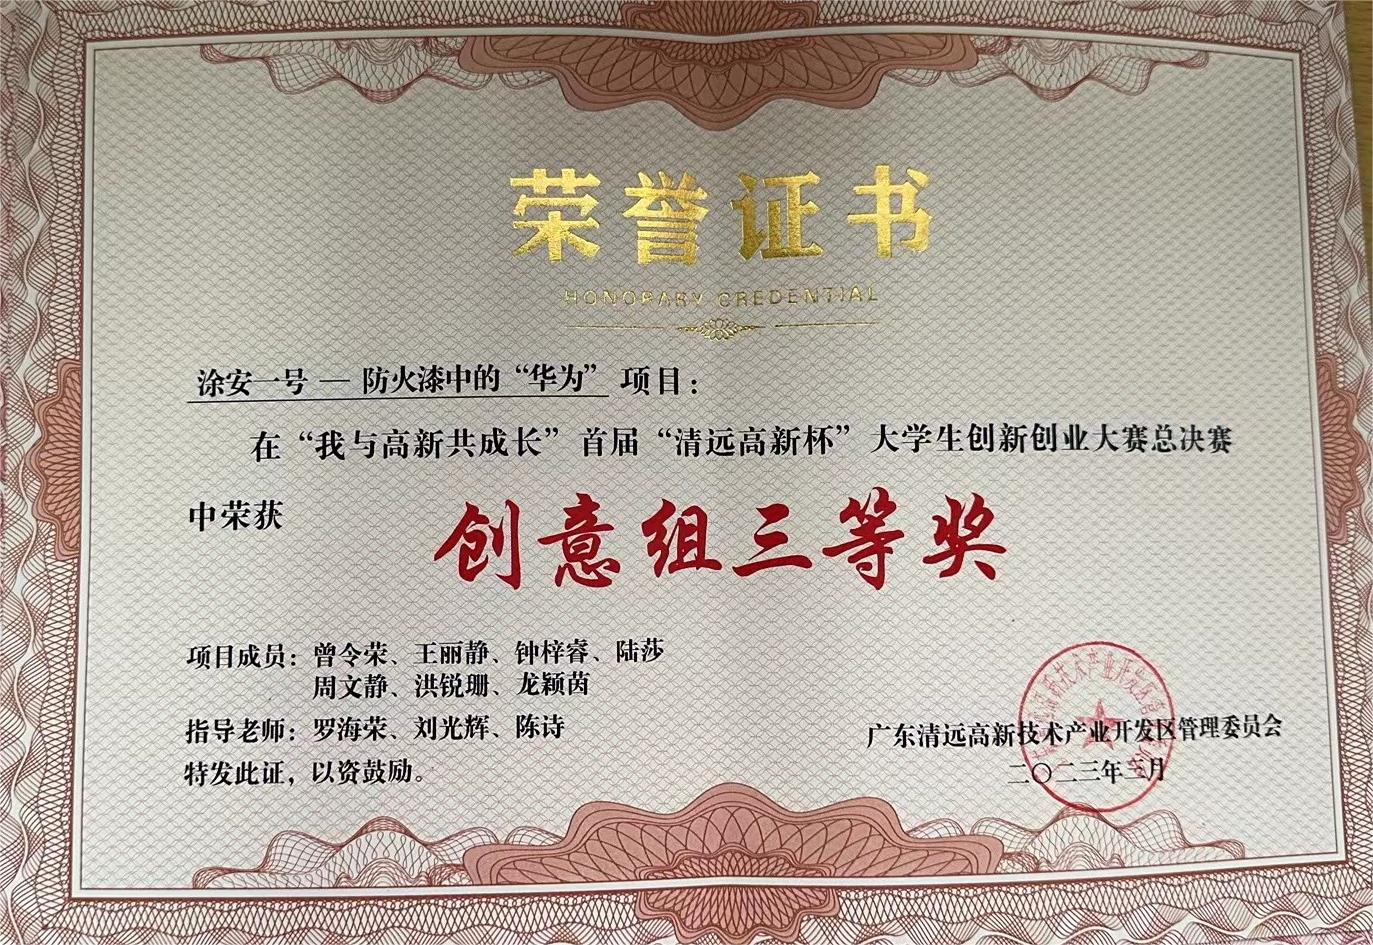 荣誉证书
HONORARY CREDENTIAL
涂安一号 — 防火漆中的“华为” 项目:
在“我与高新共成长”首届“清远高新杯”大学生创新创业大赛总决赛
中荣获 创意组三等奖
项目成员: 曾令荣、王丽静、钟梓睿、陆莎
周文静、洪锐珊、龙颖茵
指导老师: 罗海荣、刘光辉、陈诗
特发此证, 以资鼓励。
广东清远高新技术产业开发区管理委员会
二〇二三年三月